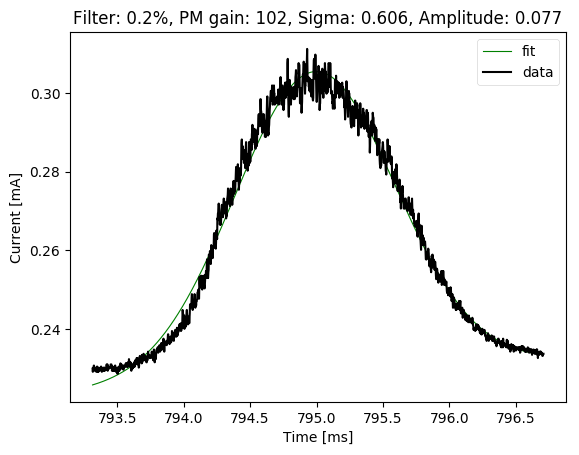 Filter: 0.2%, PM gain: 102, Sigma: 0.606, Amplitude: 0.077
fit
data
0.30
0.28
0.26
0.24
Current [mA]
793.5 794.0 794.5 795.0 795.5 796.0 796.5
Time [ms]